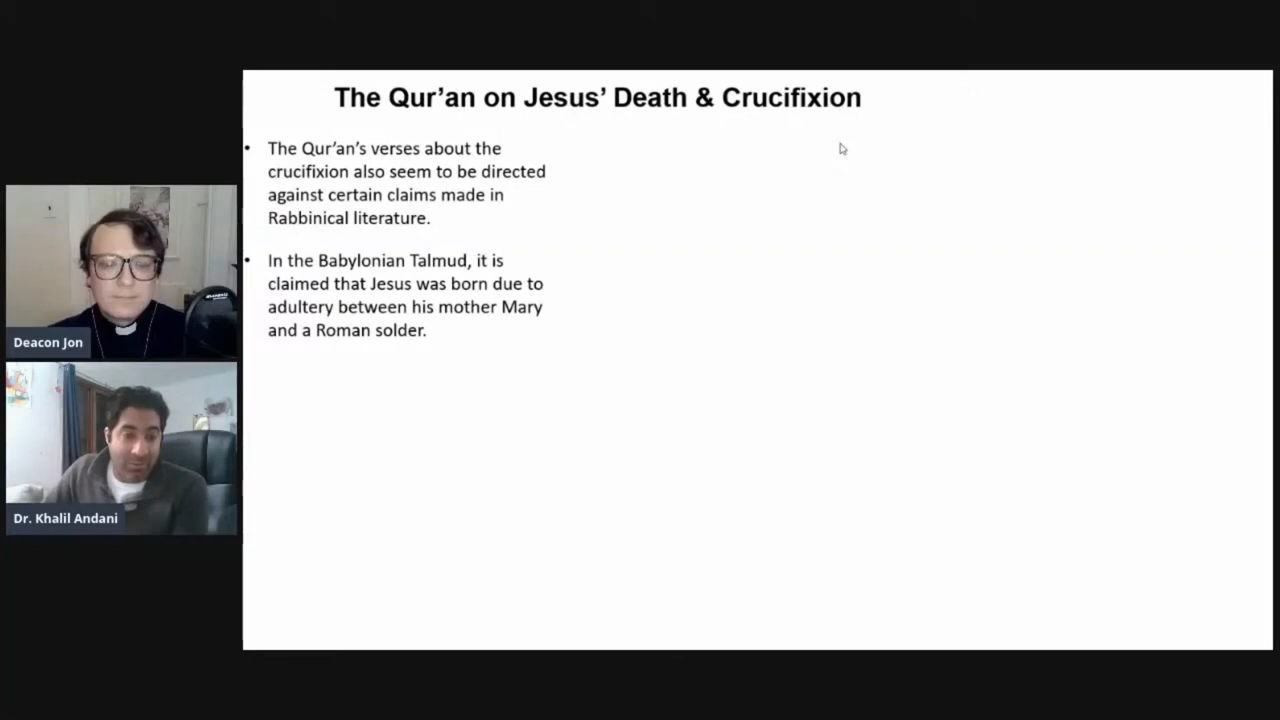 The Qur'an on Jesus' Death & Crucifixion
• The Qur'an's verses about the
crucifixion also seem to be directed
against certain claims made in
Rabbinical literature.
• In the Babylonian Talmud, it is
claimed that Jesus was born due to
adultery between his mother Mary
and a Roman solder.
Deacon Jon
Dr. Khalil Andani